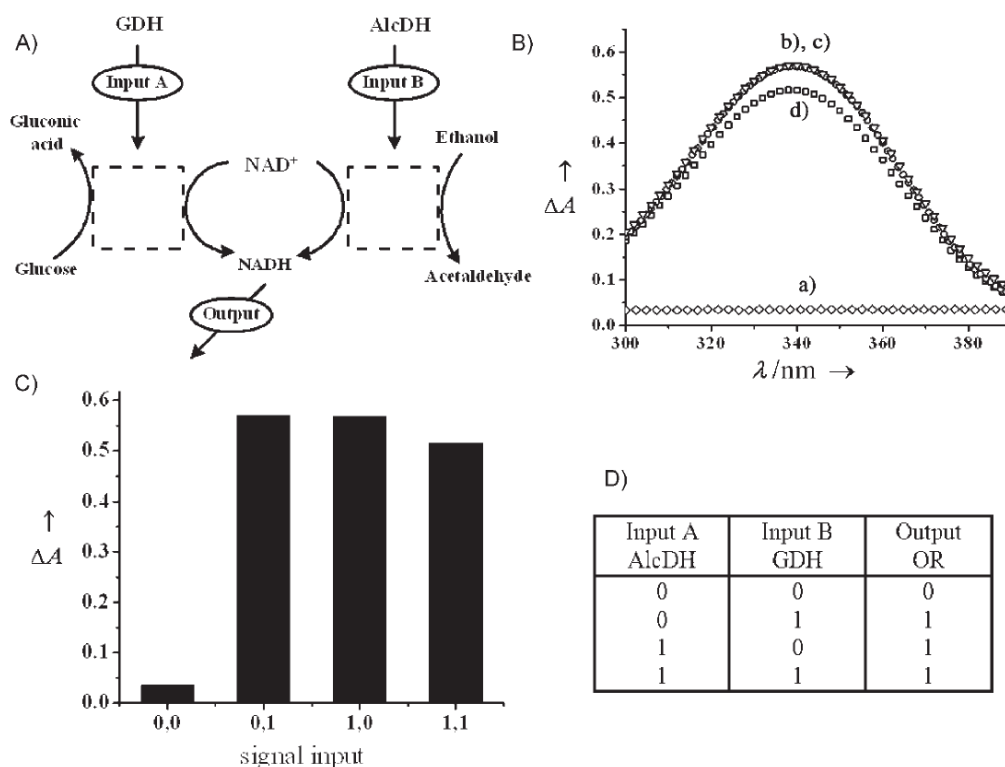 A)
GDH
AlcDH
Input A
Input B
Gluconic
acid
NAD+
Ethanol
Glucose
NADH
Acetaldehyde
Output
B)
0.6
0.5
0.4
0.3
0.2
0.1
0.0
↑
ΔA
b), c)
d)
a)
300 320 340 360 380
λ/nm →
C)
0.6
0.5
0.4
0.3
0.2
0.1
0.0
↑
ΔA
0,0 0,1 1,0 1,1
signal input
D)
Input A Input B Output
AlcDH GDH OR
0 0 0
0 1 1
1 0 1
1 1 1